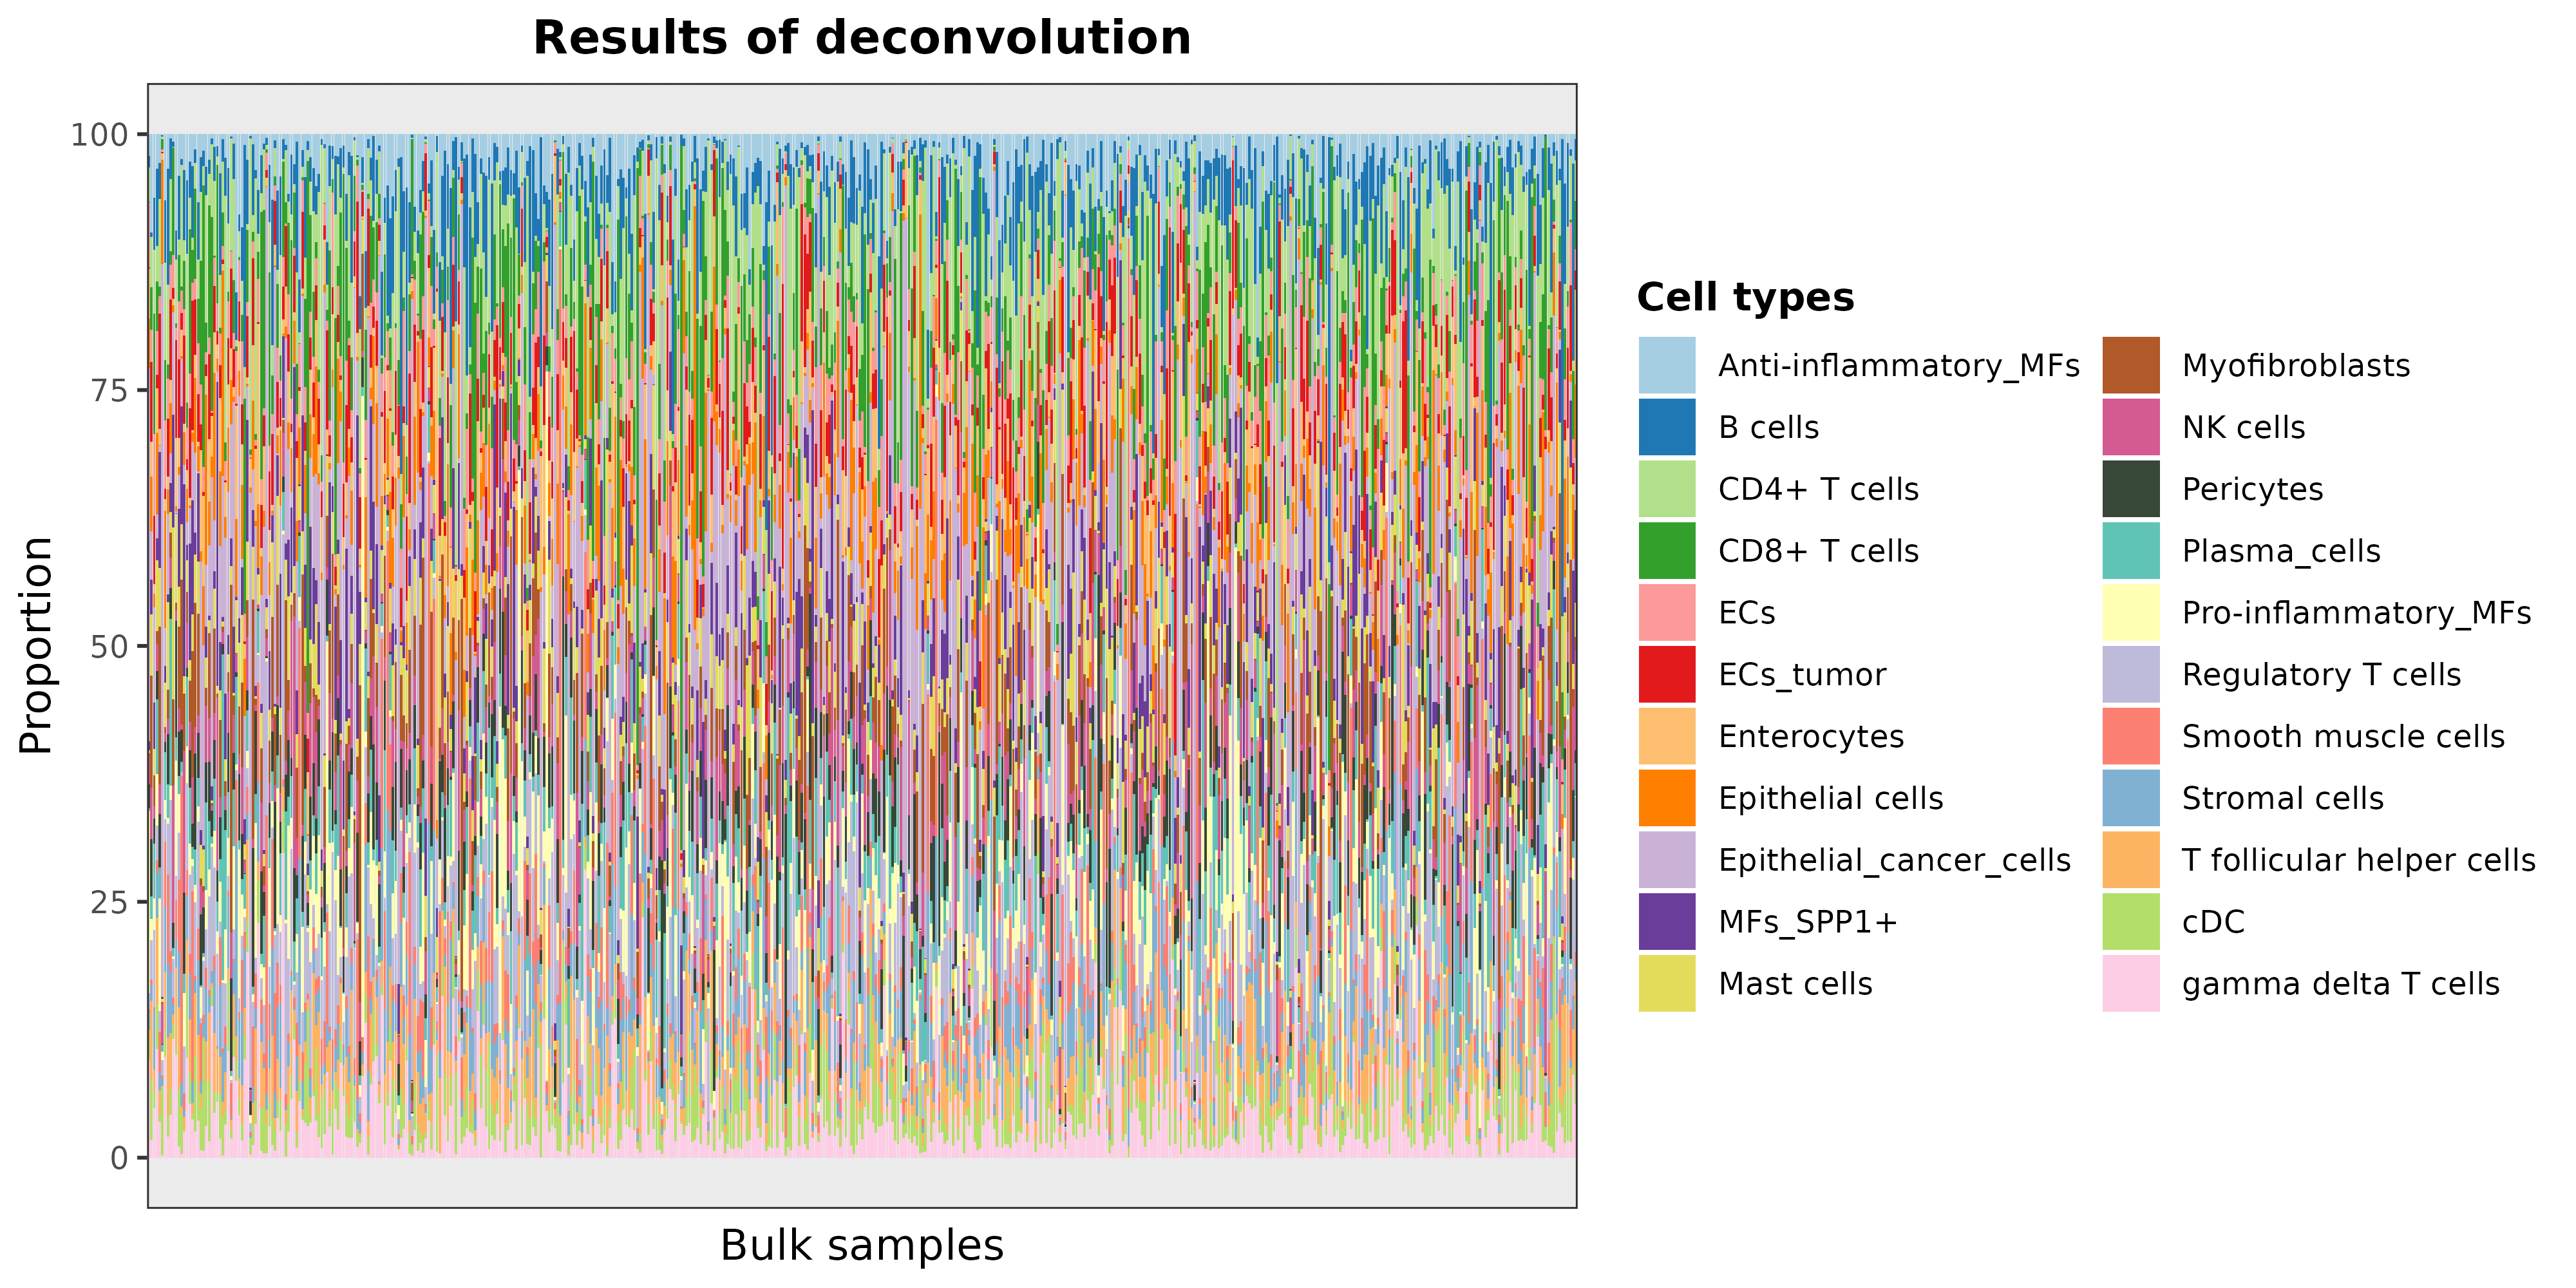 Results of deconvolution
100
75
50
25
0
Proportion
Bulk samples
Cell types
Anti-inflammatory_MFs
B cells
CD4+ T cells
CD8+ T cells
ECs
ECs_tumor
Enterocytes
Epithelial cells
Epithelial_cancer_cells
MFs_SPP1+
Mast cells
Myofibroblasts
NK cells
Pericytes
Plasma_cells
Pro-inflammatory_MFs
Regulatory T cells
Smooth muscle cells
Stromal cells
T follicular helper cells
cDC
gamma delta T cells